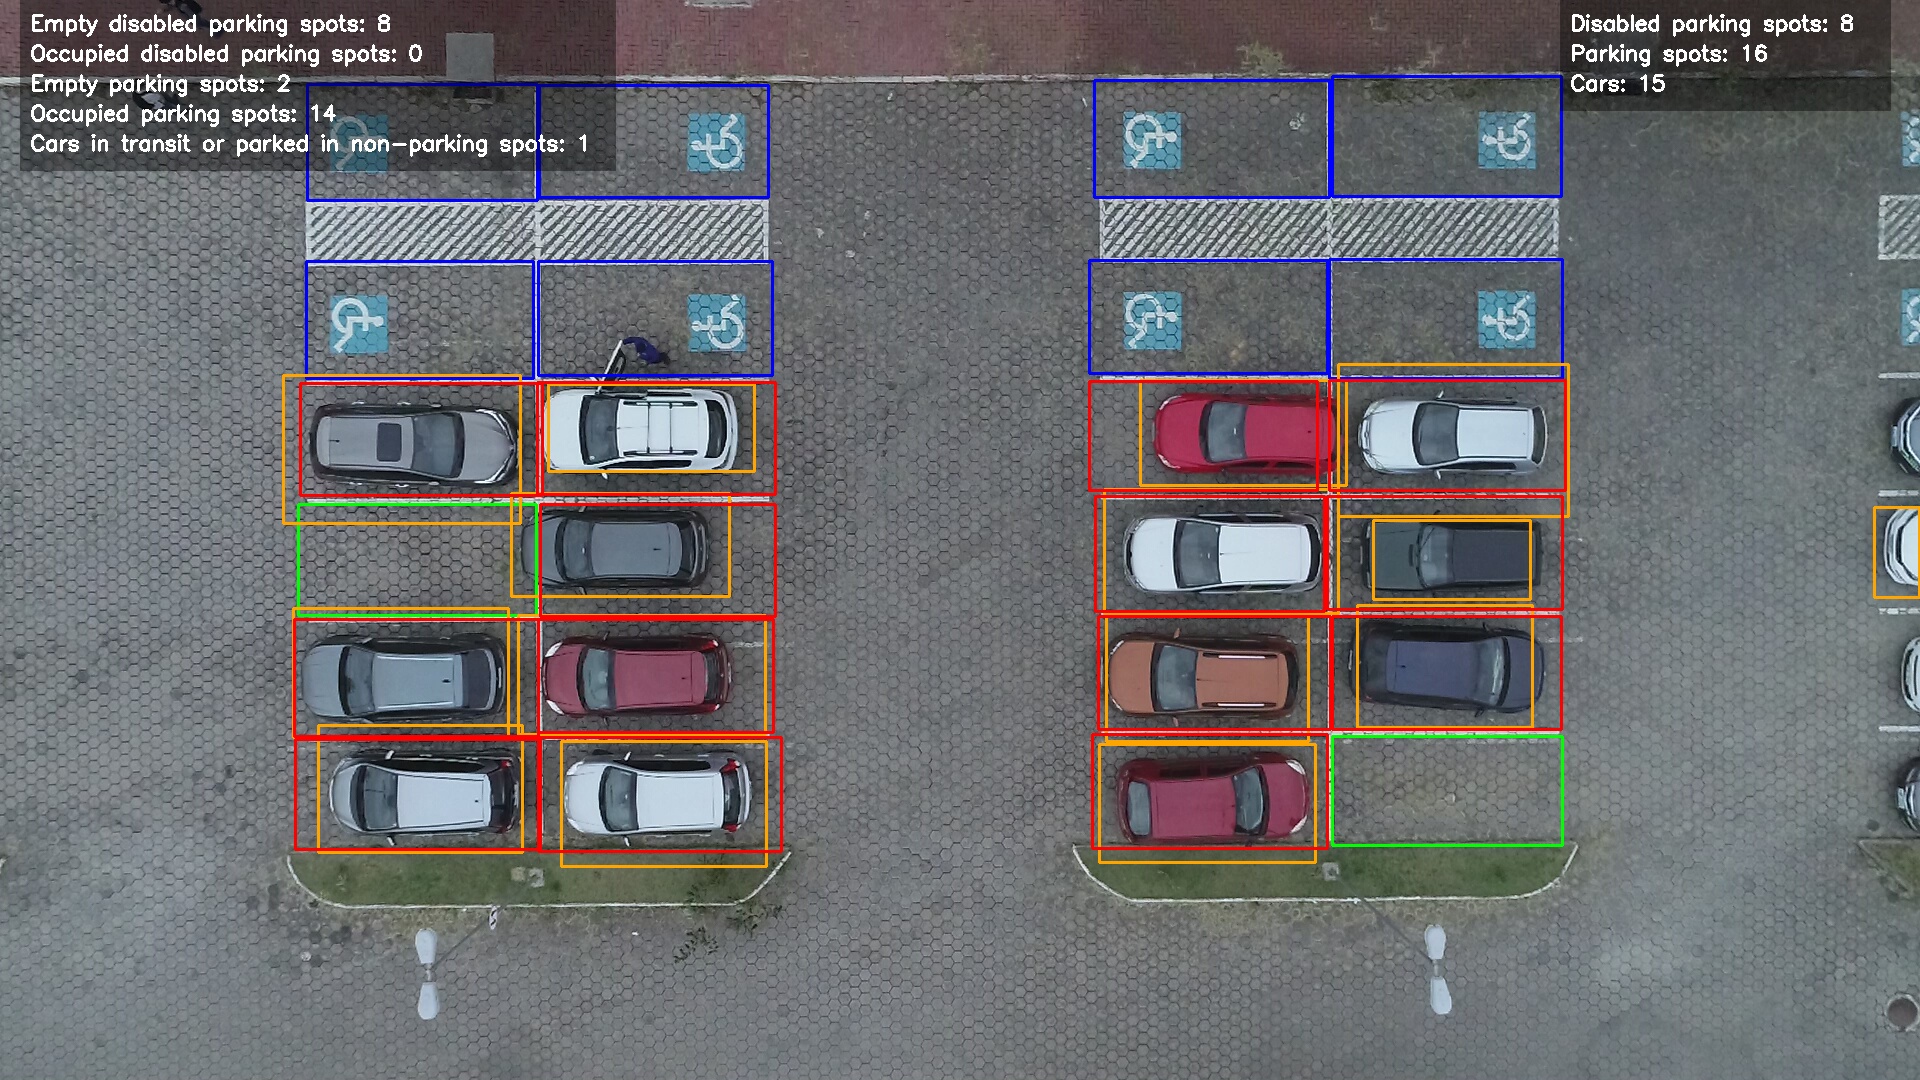 Empty disabled parking spots: 8
Occupied disabled parking spots: 0
Empty parking spots: 2
Occupied parking spots: 14
Cars in transit or parked in non-parking spots: 1
Disabled parking spots: 8
Parking spots: 16
Cars: 15